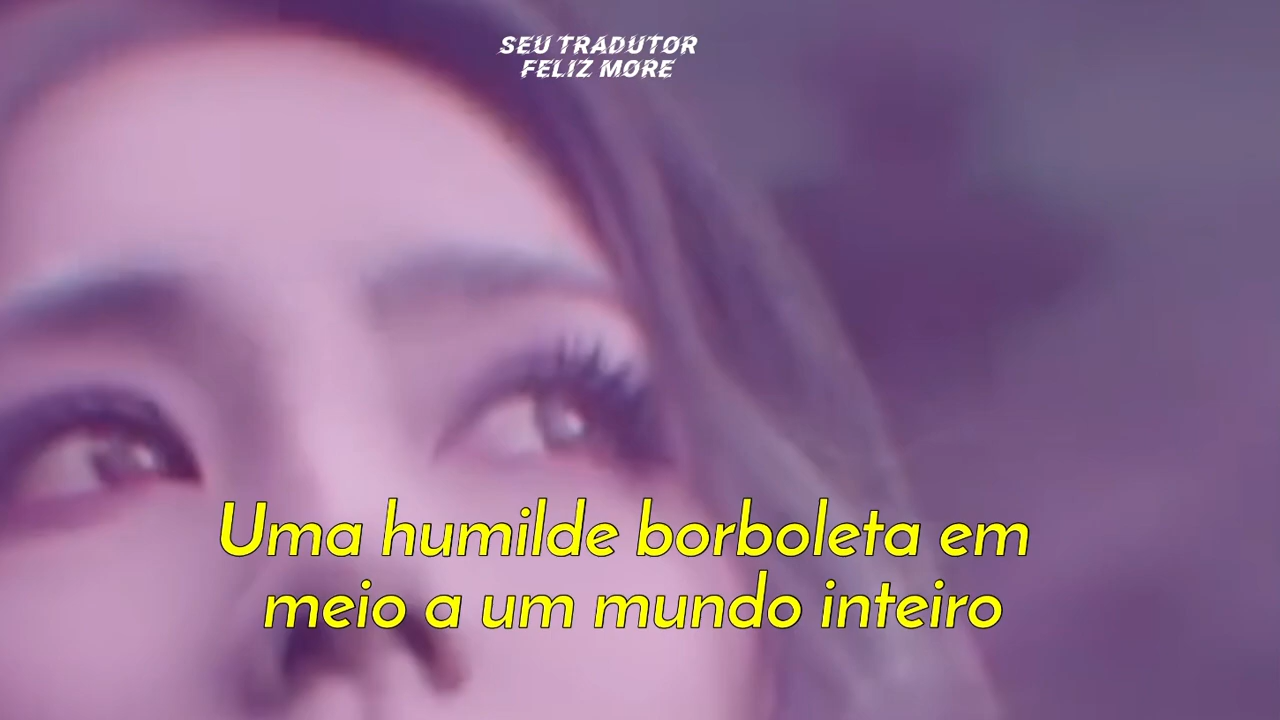 SEU TRADUTOR
FELIZ MORE
Uma humilde borboleta em
meio a um mundo inteiro